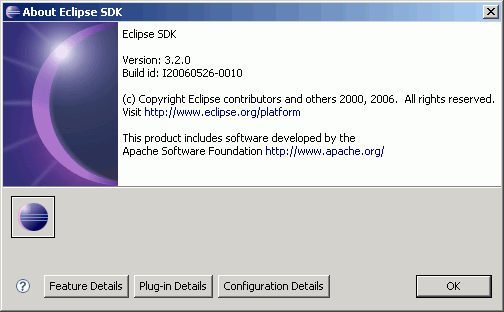 About Eclipse SDK
Eclipse SDK
Version: 3.2.0
Build id: I20060526-0010
(c) Copyright Eclipse contributors and others 2000, 2006.  All rights reserved.
Visit http://www.eclipse.org/platform
This product includes software developed by the
Apache Software Foundation http://www.apache.org/
? Feature Details Plug-in Details Configuration Details OK